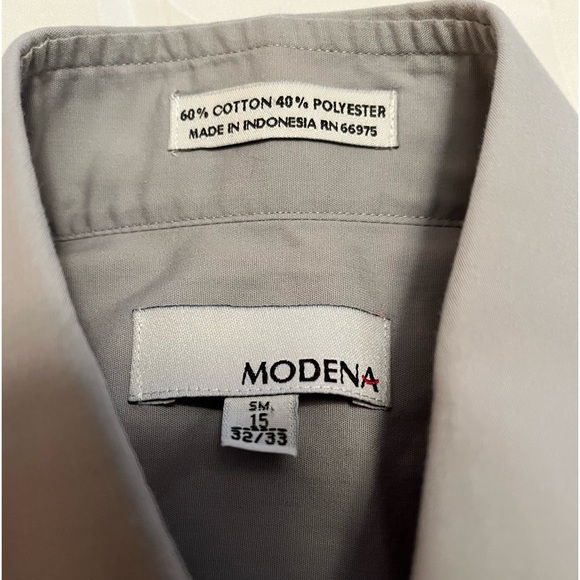 60% COTTON 40% POLYESTER
MADE IN INDONESIA RN 66975
MODENA
SM.
15
32/33